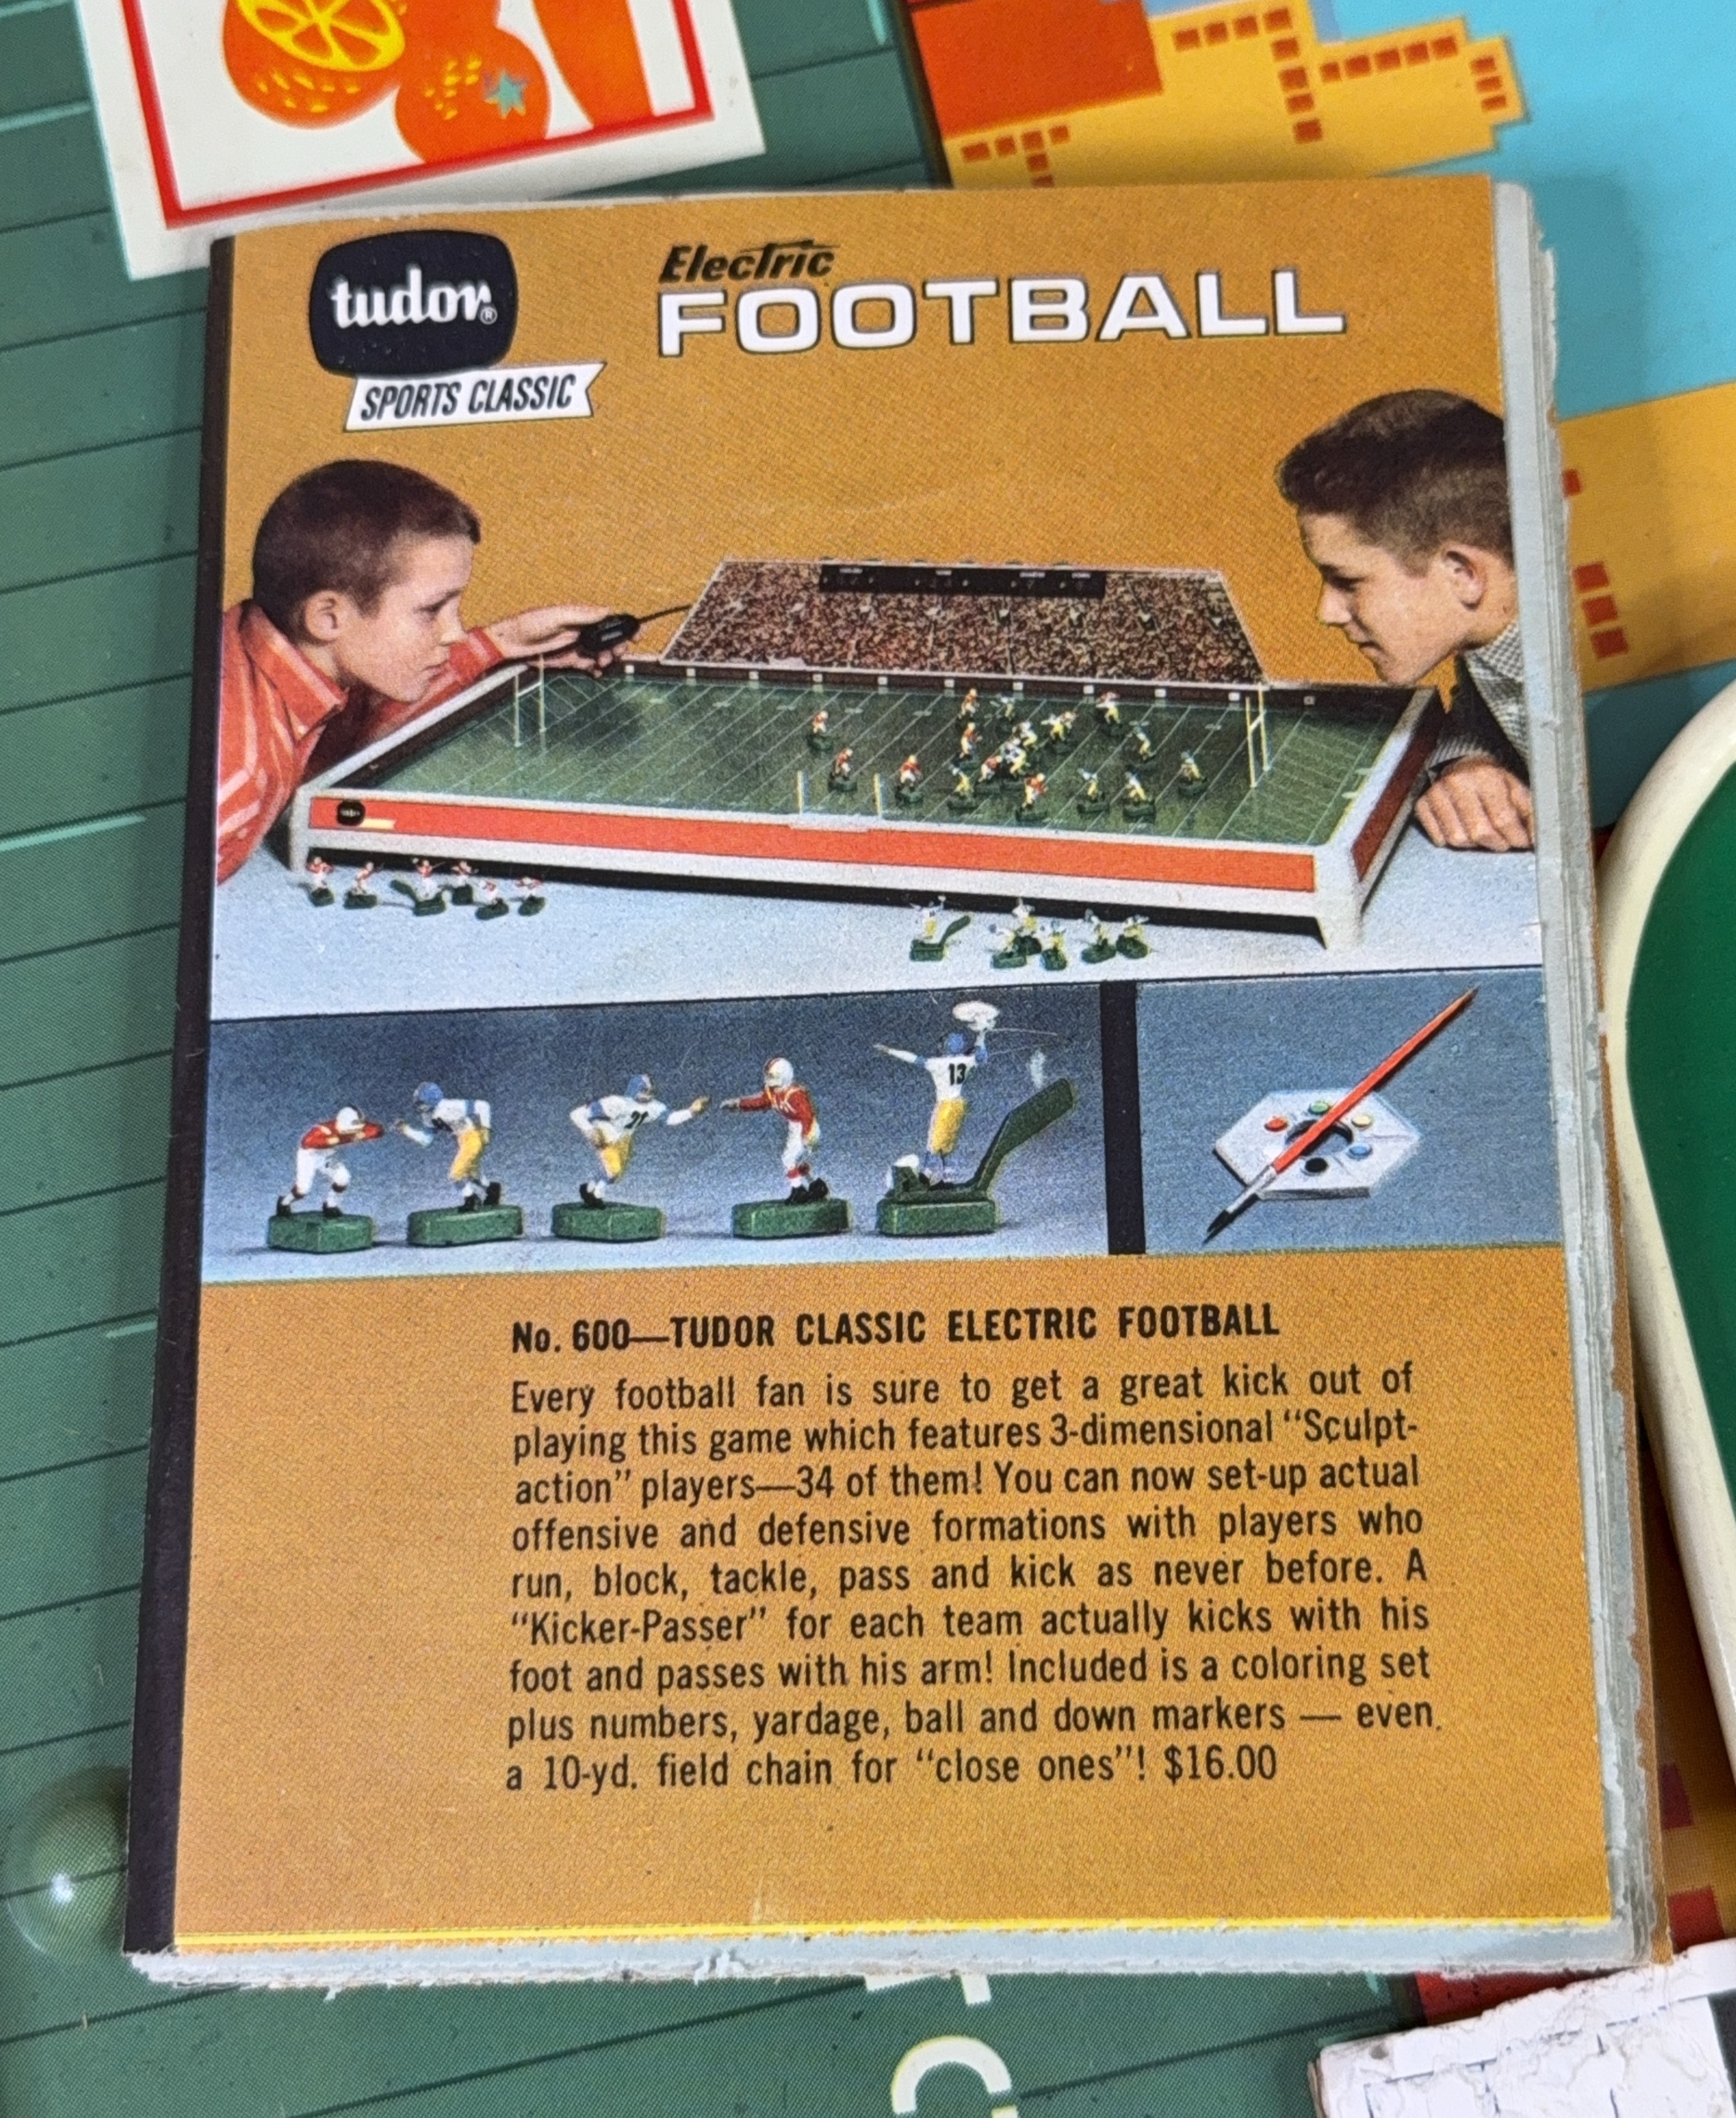 tudor®
SPORTS CLASSIC
Electric
FOOTBALL
13
No. 600—TUDOR CLASSIC ELECTRIC FOOTBALL
Every football fan is sure to get a great kick out of
playing this game which features 3-dimensional “Sculpt-
action” players—34 of them! You can now set-up actual
offensive and defensive formations with players who
run, block, tackle, pass and kick as never before. A
“Kicker-Passer” for each team actually kicks with his
foot and passes with his arm! Included is a coloring set
plus numbers, yardage, ball and down markers — even
a 10-yd. field chain for “close ones”! $16.00